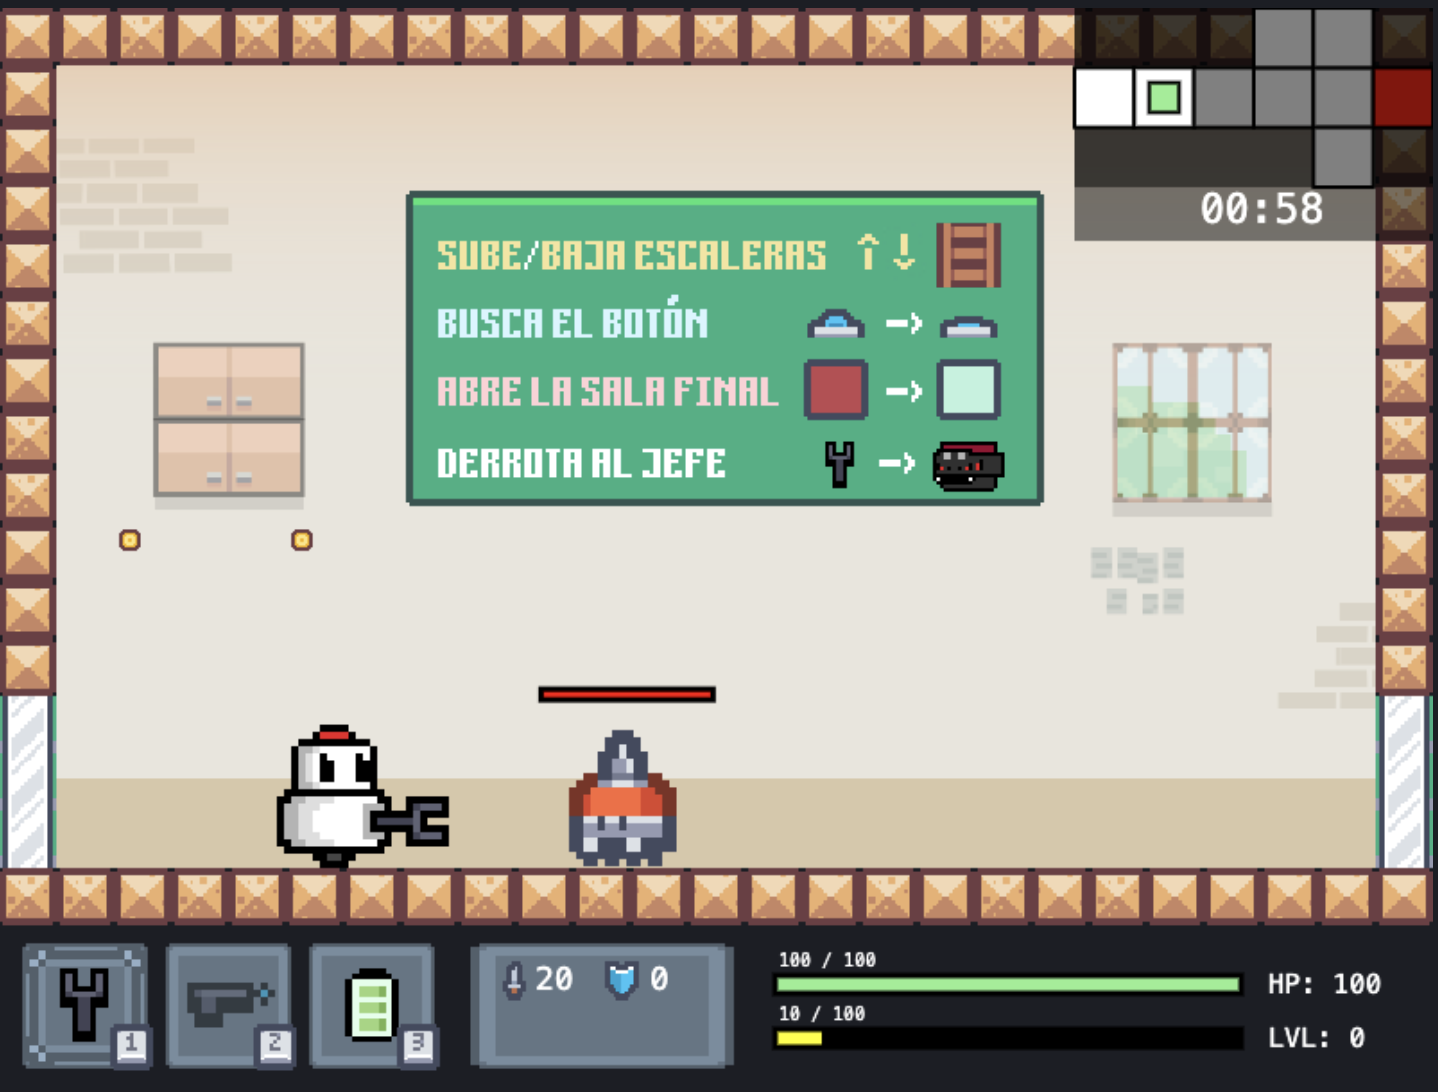 00:58
SUBE/BAJA ESCALERAS ↑ ↓
BUSCA EL BOTÓN →
ABRE LA SALA FINAL →
DERROTA AL JEFE →
1
2
3
20 0
100 / 100
HP: 100
10 / 100
LVL: 0